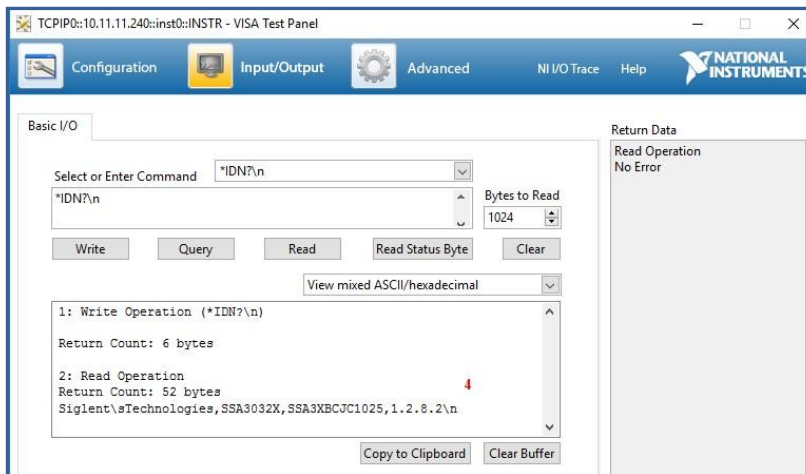 TCPIP0::10.11.11.240::inst0::INSTR - VISA Test Panel
Configuration Input/Output Advanced NI I/O Trace Help NATIONAL
INSTRUMENTS
Basic I/O
Return Data
Read Operation
No Error
Select or Enter Command *IDN?\n
*IDN?\n
Bytes to Read
1024
Write Query Read Read Status Byte Clear
View mixed ASCII/hexadecimal
1: Write Operation (*IDN?\n)
Return Count: 6 bytes
2: Read Operation
4
Return Count: 52 bytes
Siglent\sTechnologies,SSA3032X,SSA3XBCJC1025,1.2.8.2\n
Copy to Clipboard Clear Buffer